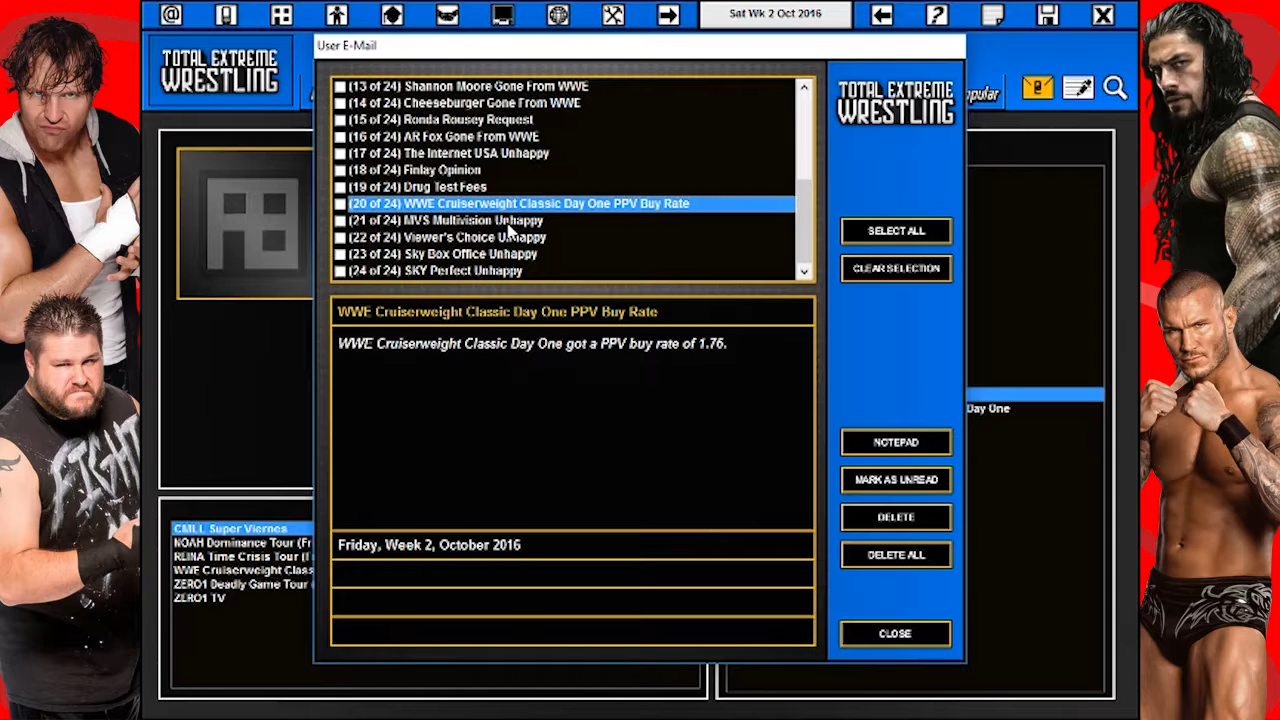 Sat Wk 2 Oct 2016
User E-Mail
TOTAL EXTREME
WRESTLING
(13 of 24) Shannon Moore Gone From WWE
(14 of 24) Cheeseburger Gone From WWE
(15 of 24) Ronda Rousey Request
(16 of 24) AR Fox Gone From WWE
(17 of 24) The Internet USA Unhappy
(18 of 24) Finlay Opinion
(19 of 24) Drug Test Fees
(20 of 24) WWE Cruiserweight Classic Day One PPV Buy Rate
(21 of 24) MVS Multivision Unhappy
(22 of 24) Viewer's Choice Unhappy
(23 of 24) Sky Box Office Unhappy
(24 of 24) SKY Perfect Unhappy
TOTAL EXTREME
WRESTLING
SELECT ALL
CLEAR SELECTION
WWE Cruiserweight Classic Day One PPV Buy Rate
WWE Cruiserweight Classic Day One got a PPV buy rate of 1.76.
Friday, Week 2, October 2016
NOTEPAD
MARK AS UNREAD
DELETE
DELETE ALL
CLOSE
Day One
CMLL Super Viernes
NOAH Dominance Tour (Fr
REINA Time Crisis Tour
WWE Cruiserweight Clas
ZERO1 Deadly Game Tour
ZERO1 TV
FIGHT